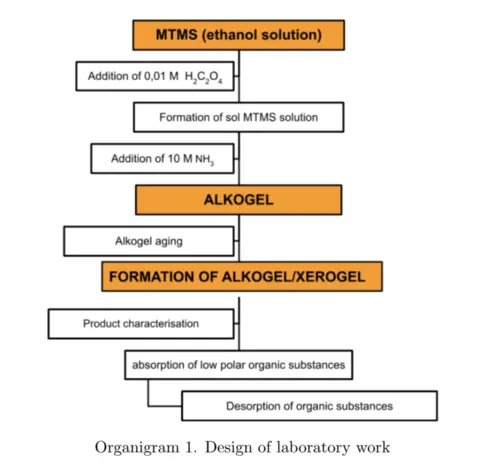 MTMS (ethanol solution)
Addition of 0,01 M H₂C₂O₄
Formation of sol MTMS solution
Addition of 10 M NH₃
ALKOGEL
Alkogel aging
FORMATION OF ALKOGEL/XEROGEL
Product characterisation
absorption of low polar organic substances
Desorption of organic substances
Organigram 1. Design of laboratory work